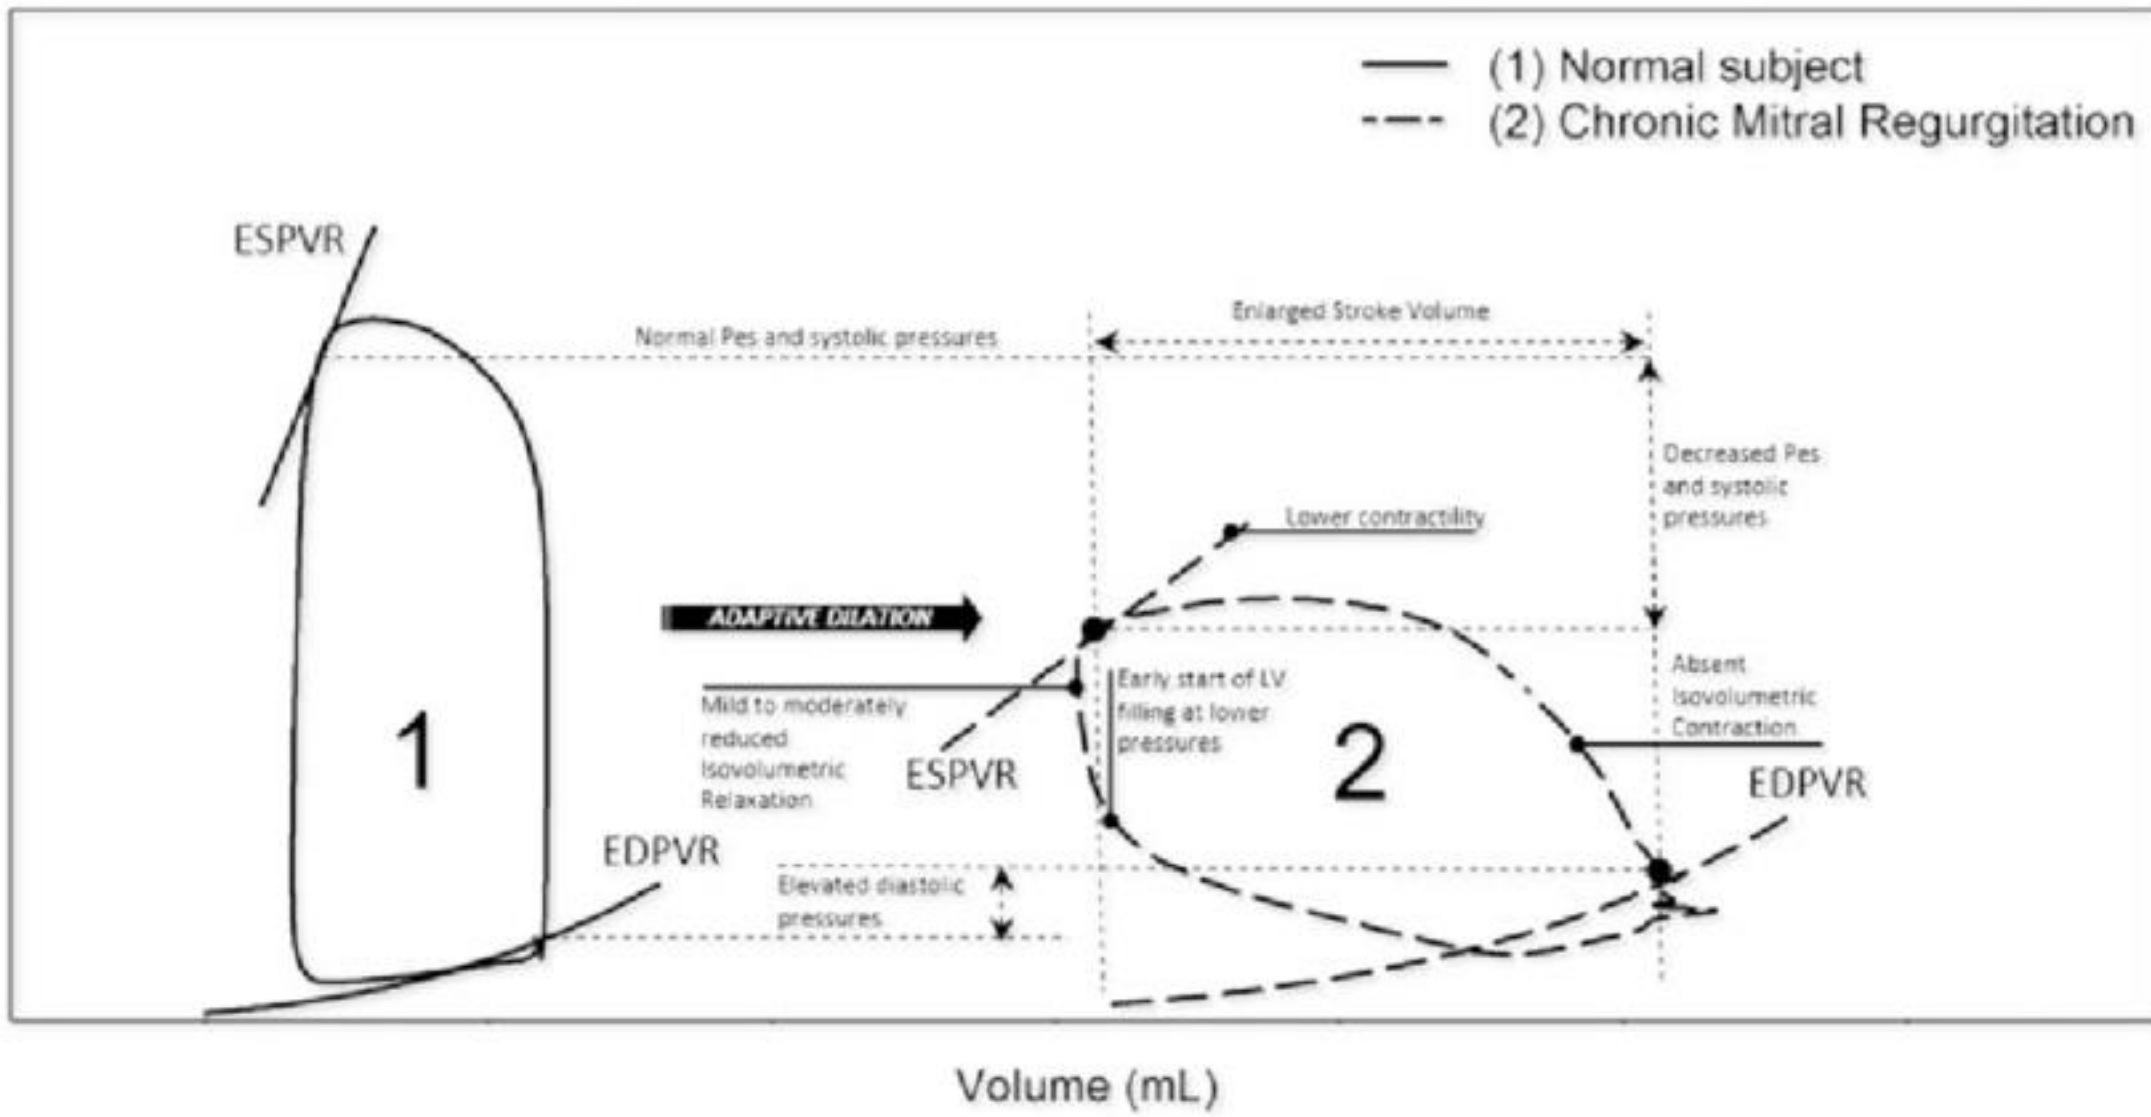 (1) Normal subject
(2) Chronic Mitral Regurgitation
ESPVR
Enlarged Stroke Volume
Normal Pes and systolic pressures
Decreased Pes
and systolic
pressures
Lower contractility
ADAPTIVE DILATION
Absent
Isovolumetric
Contraction
Early start of LV
filling at lower
pressures
Mild to moderately
reduced
Isovolumetric
Relaxation
1
2
ESPVR
EDPVR
EDPVR
Elevated diastolic
pressures
Volume (mL)